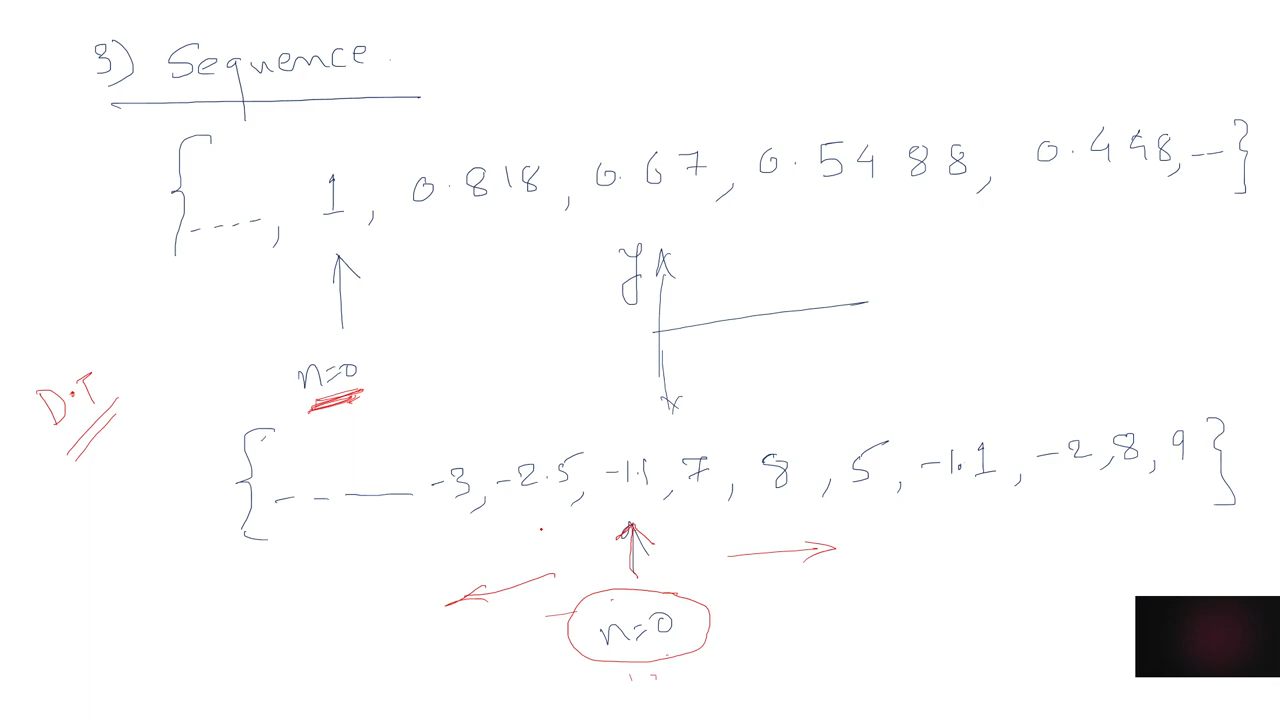 3) Sequence
{ ----, 1, 0.818, 0.67, 0.5488, 0.448, -- }
y
n=0
D.T
x
{ -- ---- -3, -2.5, -1.1, 7, 8, 5, -1.1, -2, 8, 9 }
n=0